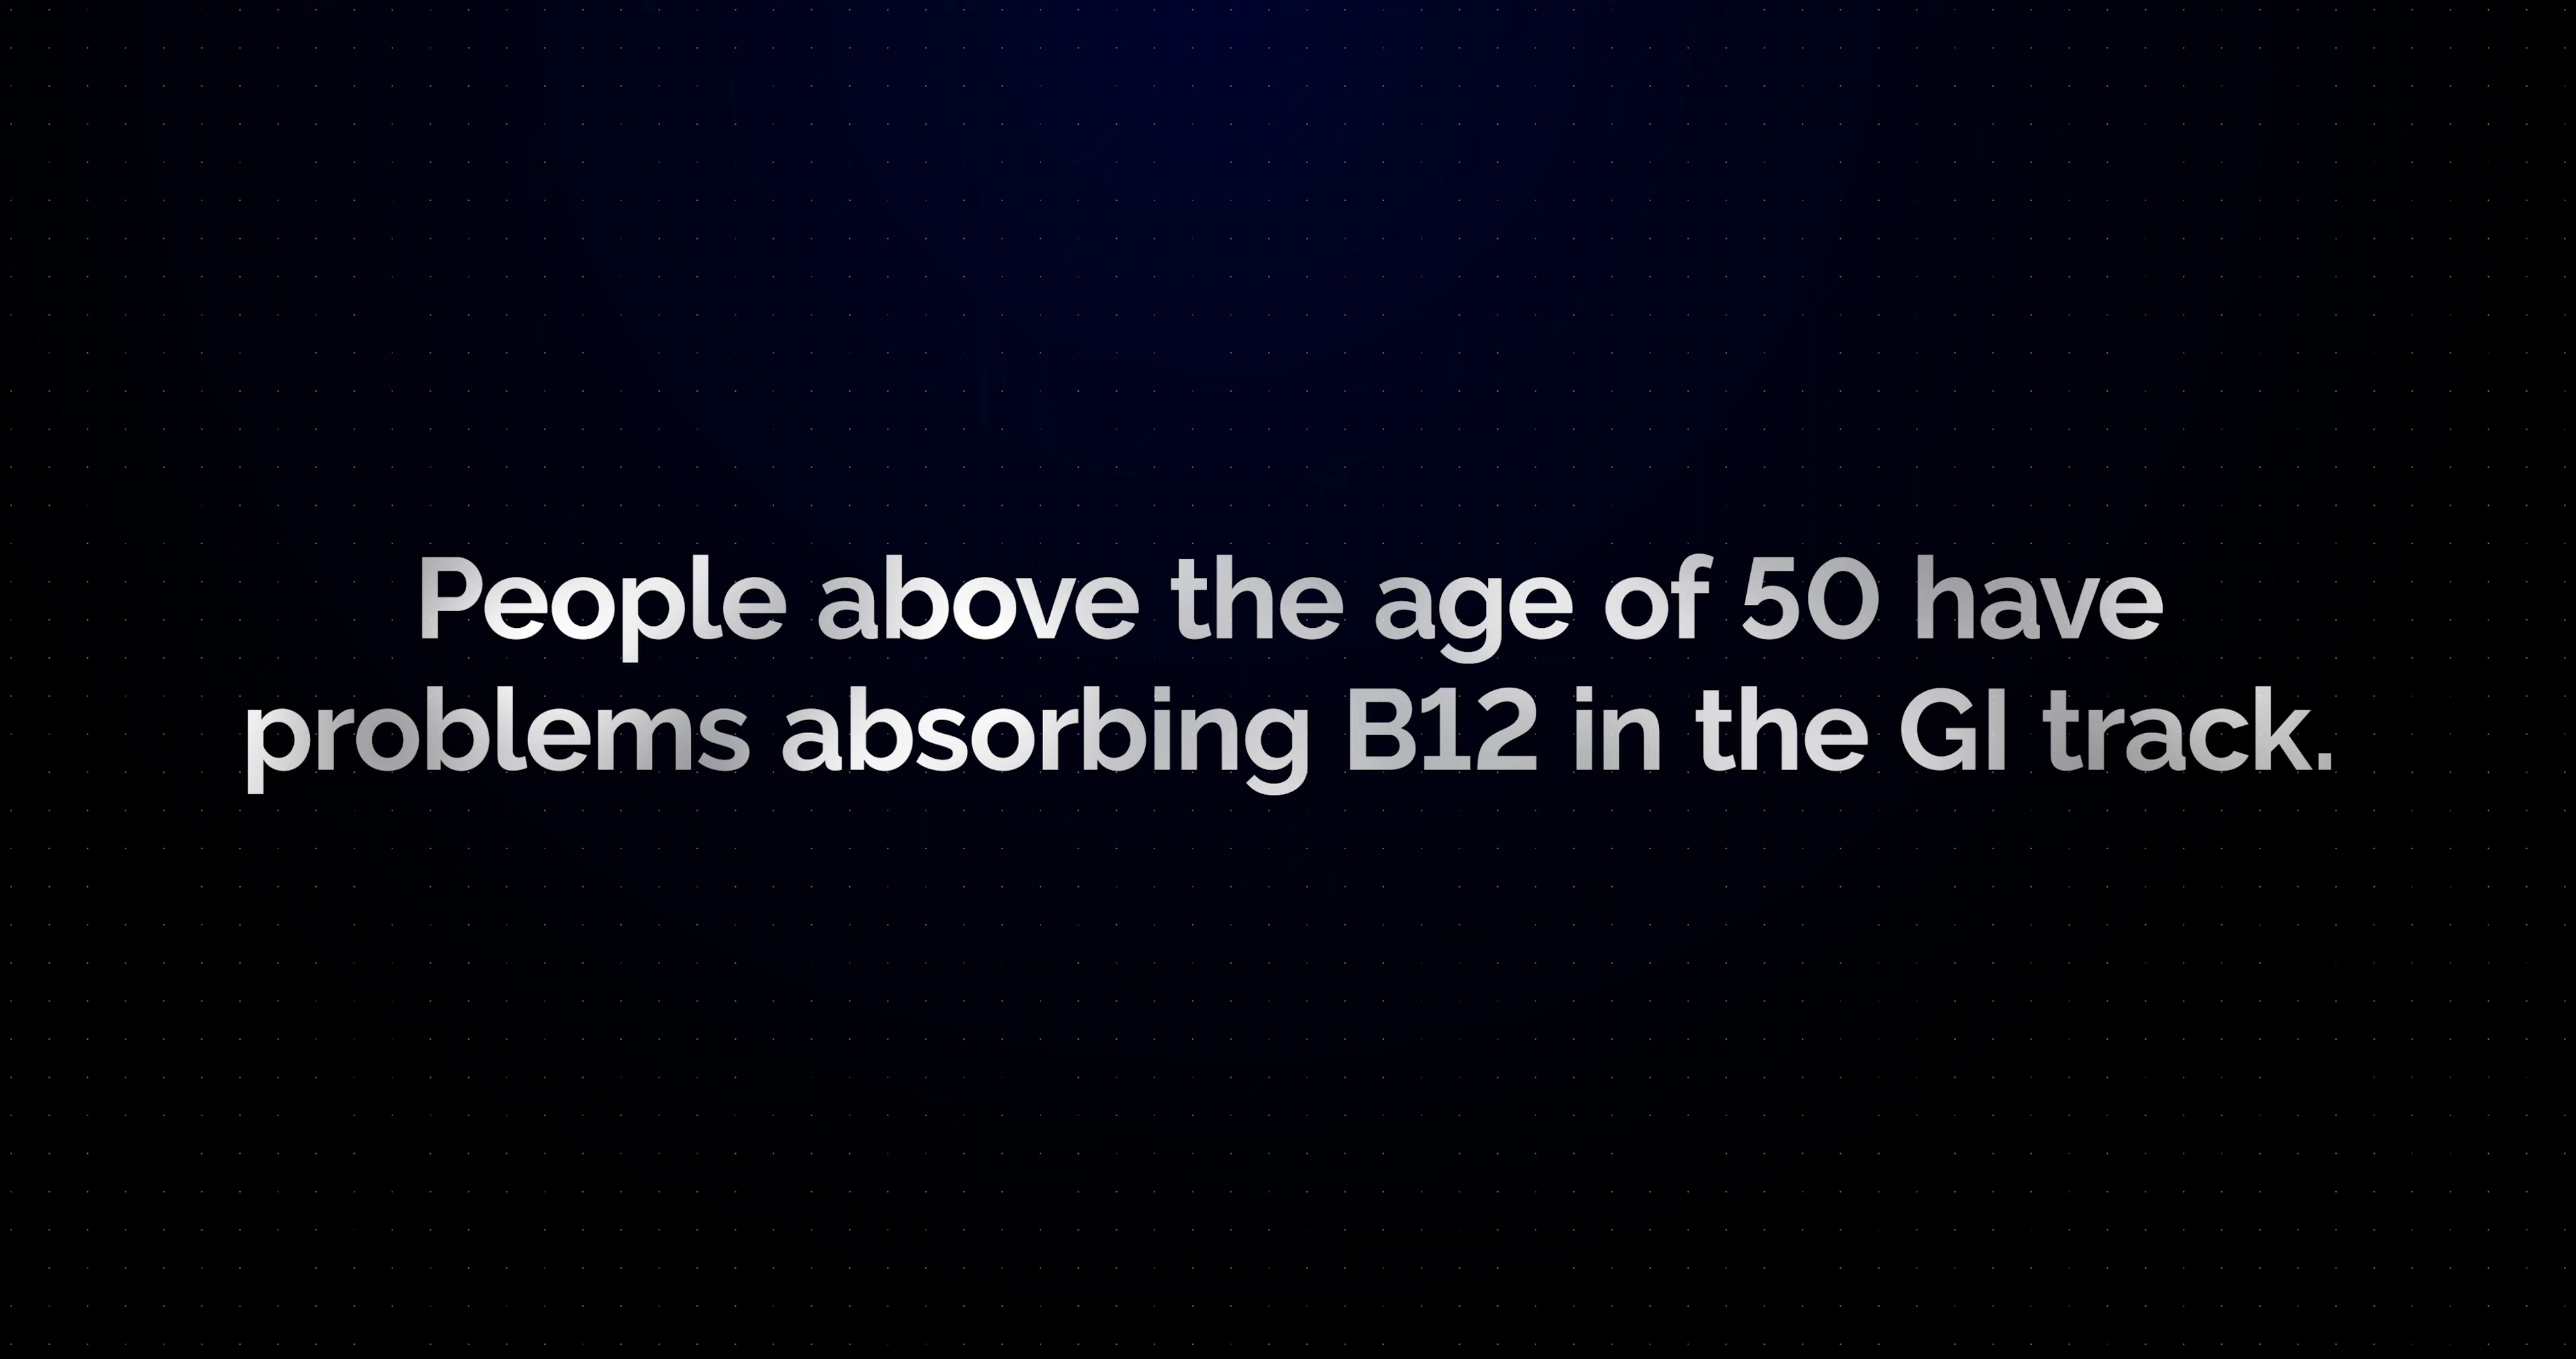 People above the age of 50 have
problems absorbing B12 in the GI track.